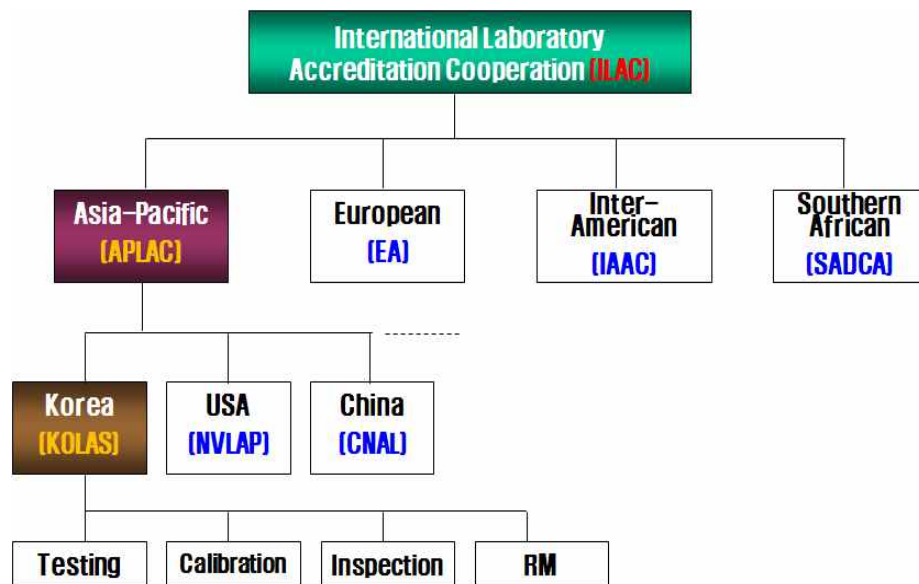 International Laboratory
Accreditation Cooperation (ILAC)
Asia-Pacific
(APLAC)
European
(EA)
Inter-
American
(IAAC)
Southern
African
(SADCA)
Korea
(KOLAS)
USA
(NVLAP)
China
(CNAL)
Testing
Calibration
Inspection
RM